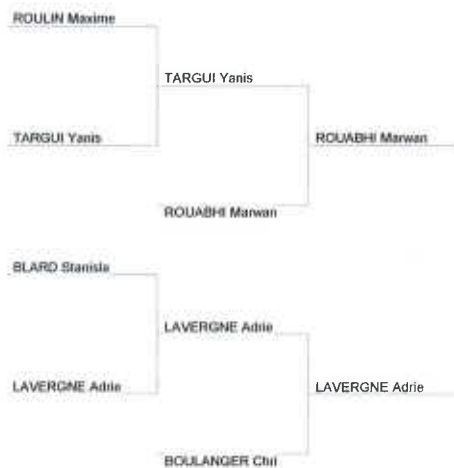 ROULIN Maxime
TARGUI Yanis
TARGUI Yanis
ROUABHI Marwan
ROUABHI Marwan
BLARD Stanisla
LAVERGNE Adrie
LAVERGNE Adrie
LAVERGNE Adrie
BOULANGER Chri